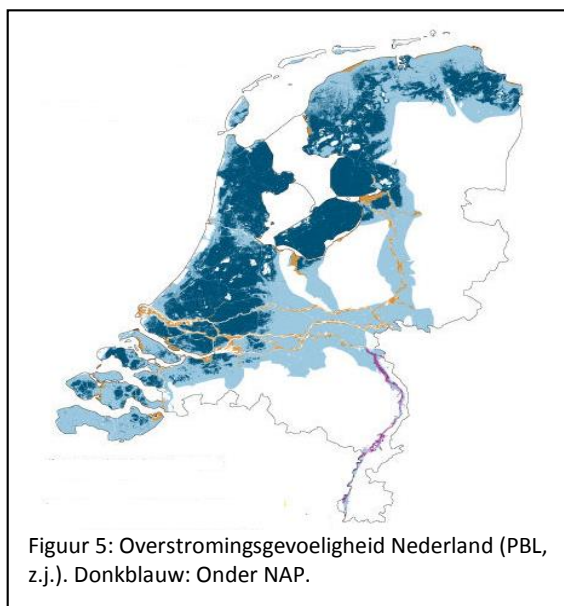 Figuur 5: Overstromingsgevoeligheid Nederland (PBL,
z.j.). Donkblauw: Onder NAP.